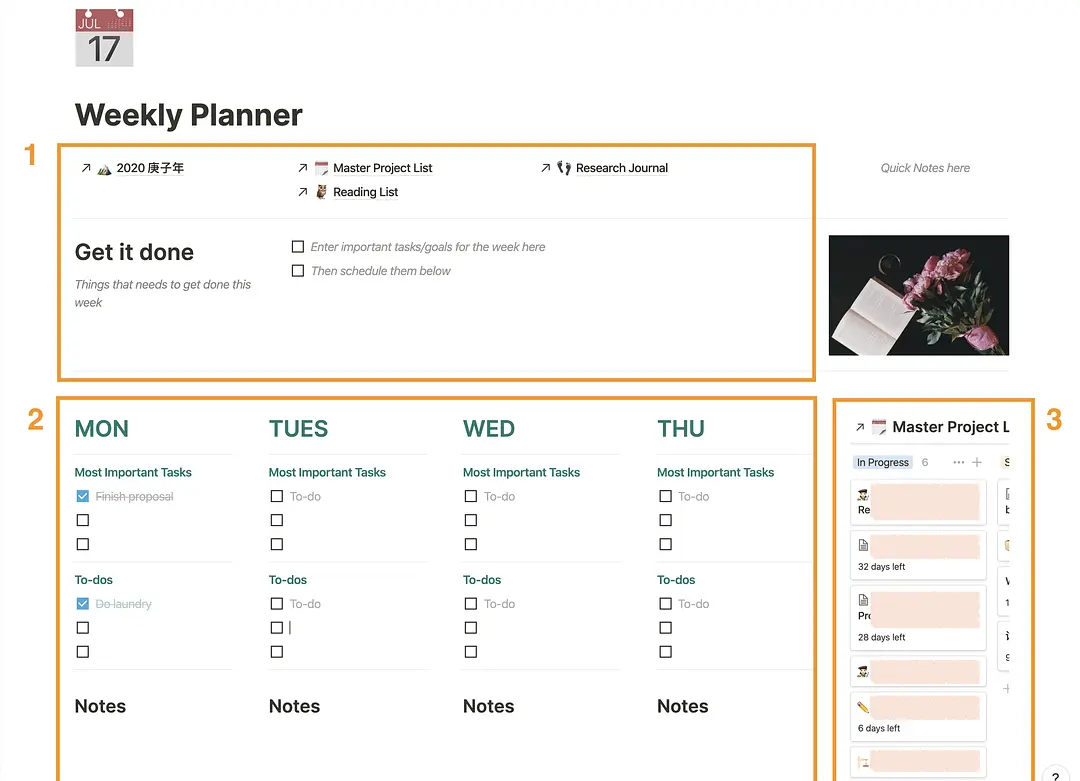 JUL
17
Weekly Planner
1
2020 庚子年
Master Project List
Research Journal
Reading List
Quick Notes here
Get it done
Things that needs to get done this
week
Enter important tasks/goals for the week here
Then schedule them below
2
MON
TUES
WED
THU
Most Important Tasks
Most Important Tasks
Most Important Tasks
Most Important Tasks
Finish proposal
To-do
To-do
To-do
To-dos
To-dos
To-dos
To-dos
Do laundry
To-do
To-do
To-do
Notes
Notes
Notes
Notes
3
Master Project L
In Progress 6
S
Re
b
32 days left
Pro
28 days left
6 days left
?